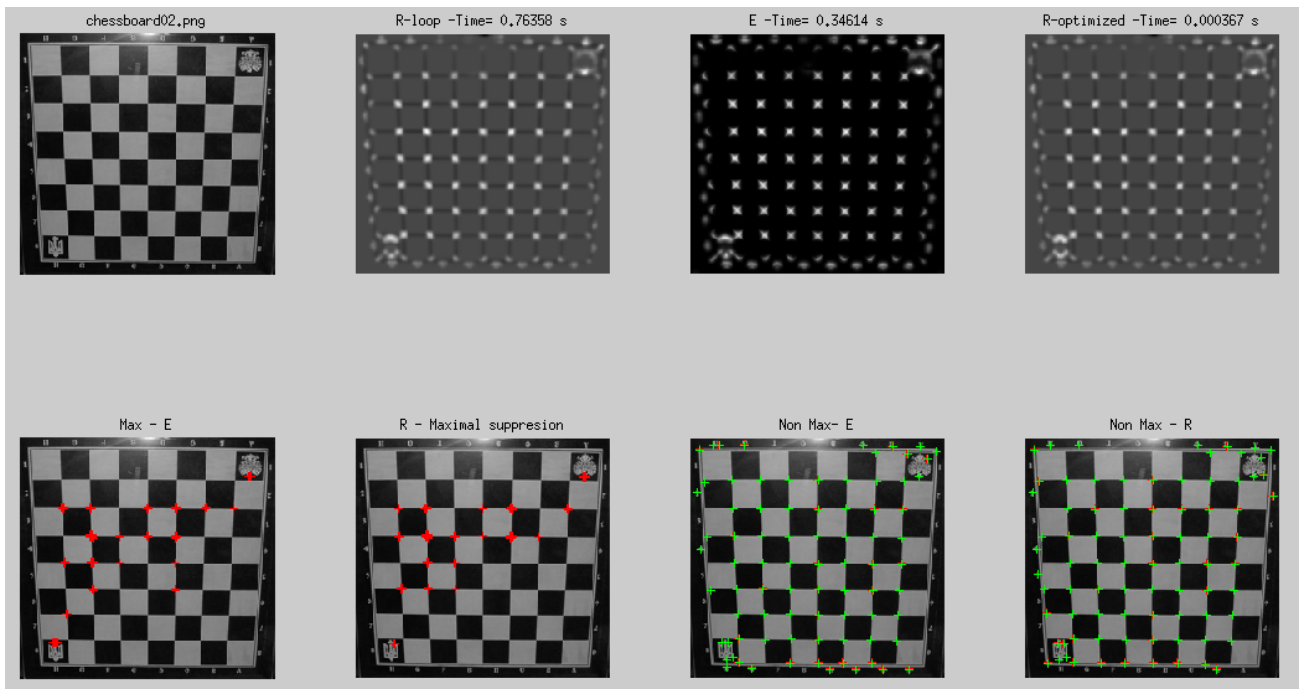 chessboard02.png
R-loop -Time= 0.76358 s
E -Time= 0.34614 s
R-optimized -Time= 0.000367 s
Max - E
R - Maximal suppresion
Non Max- E
Non Max - R